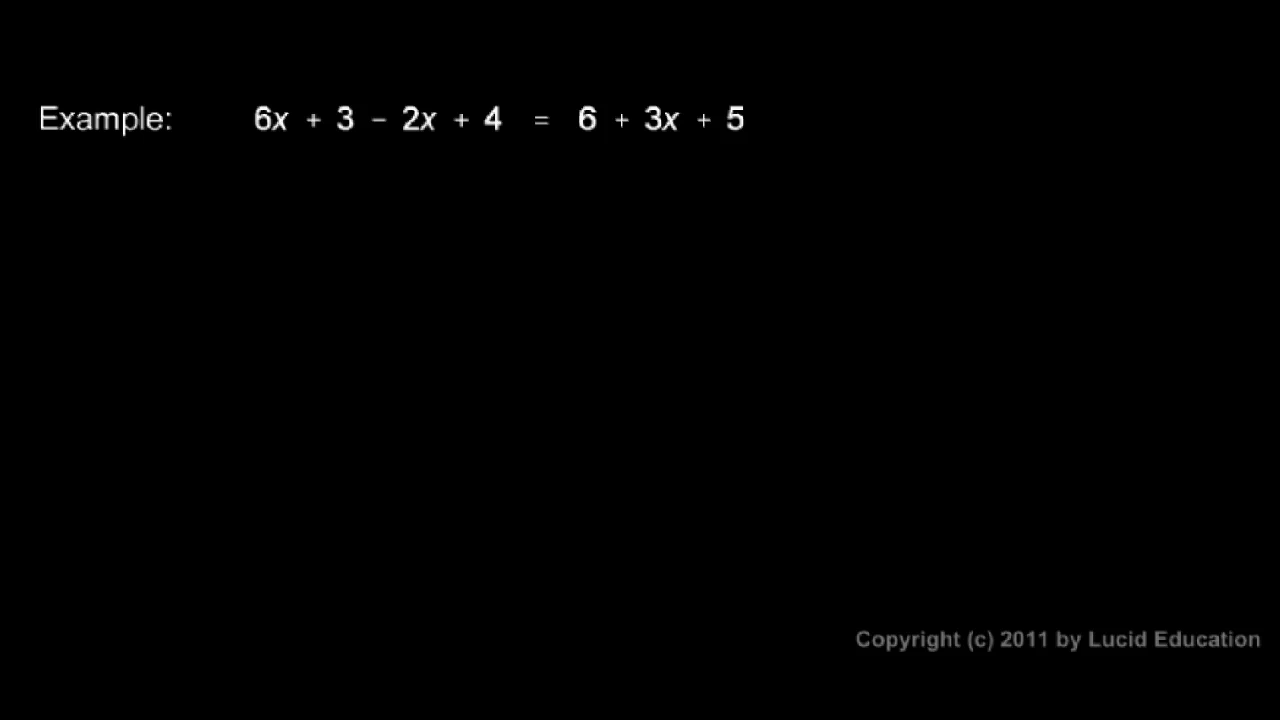 Example: 6x + 3 − 2x + 4 = 6 + 3x + 5
Copyright (c) 2011 by Lucid Education